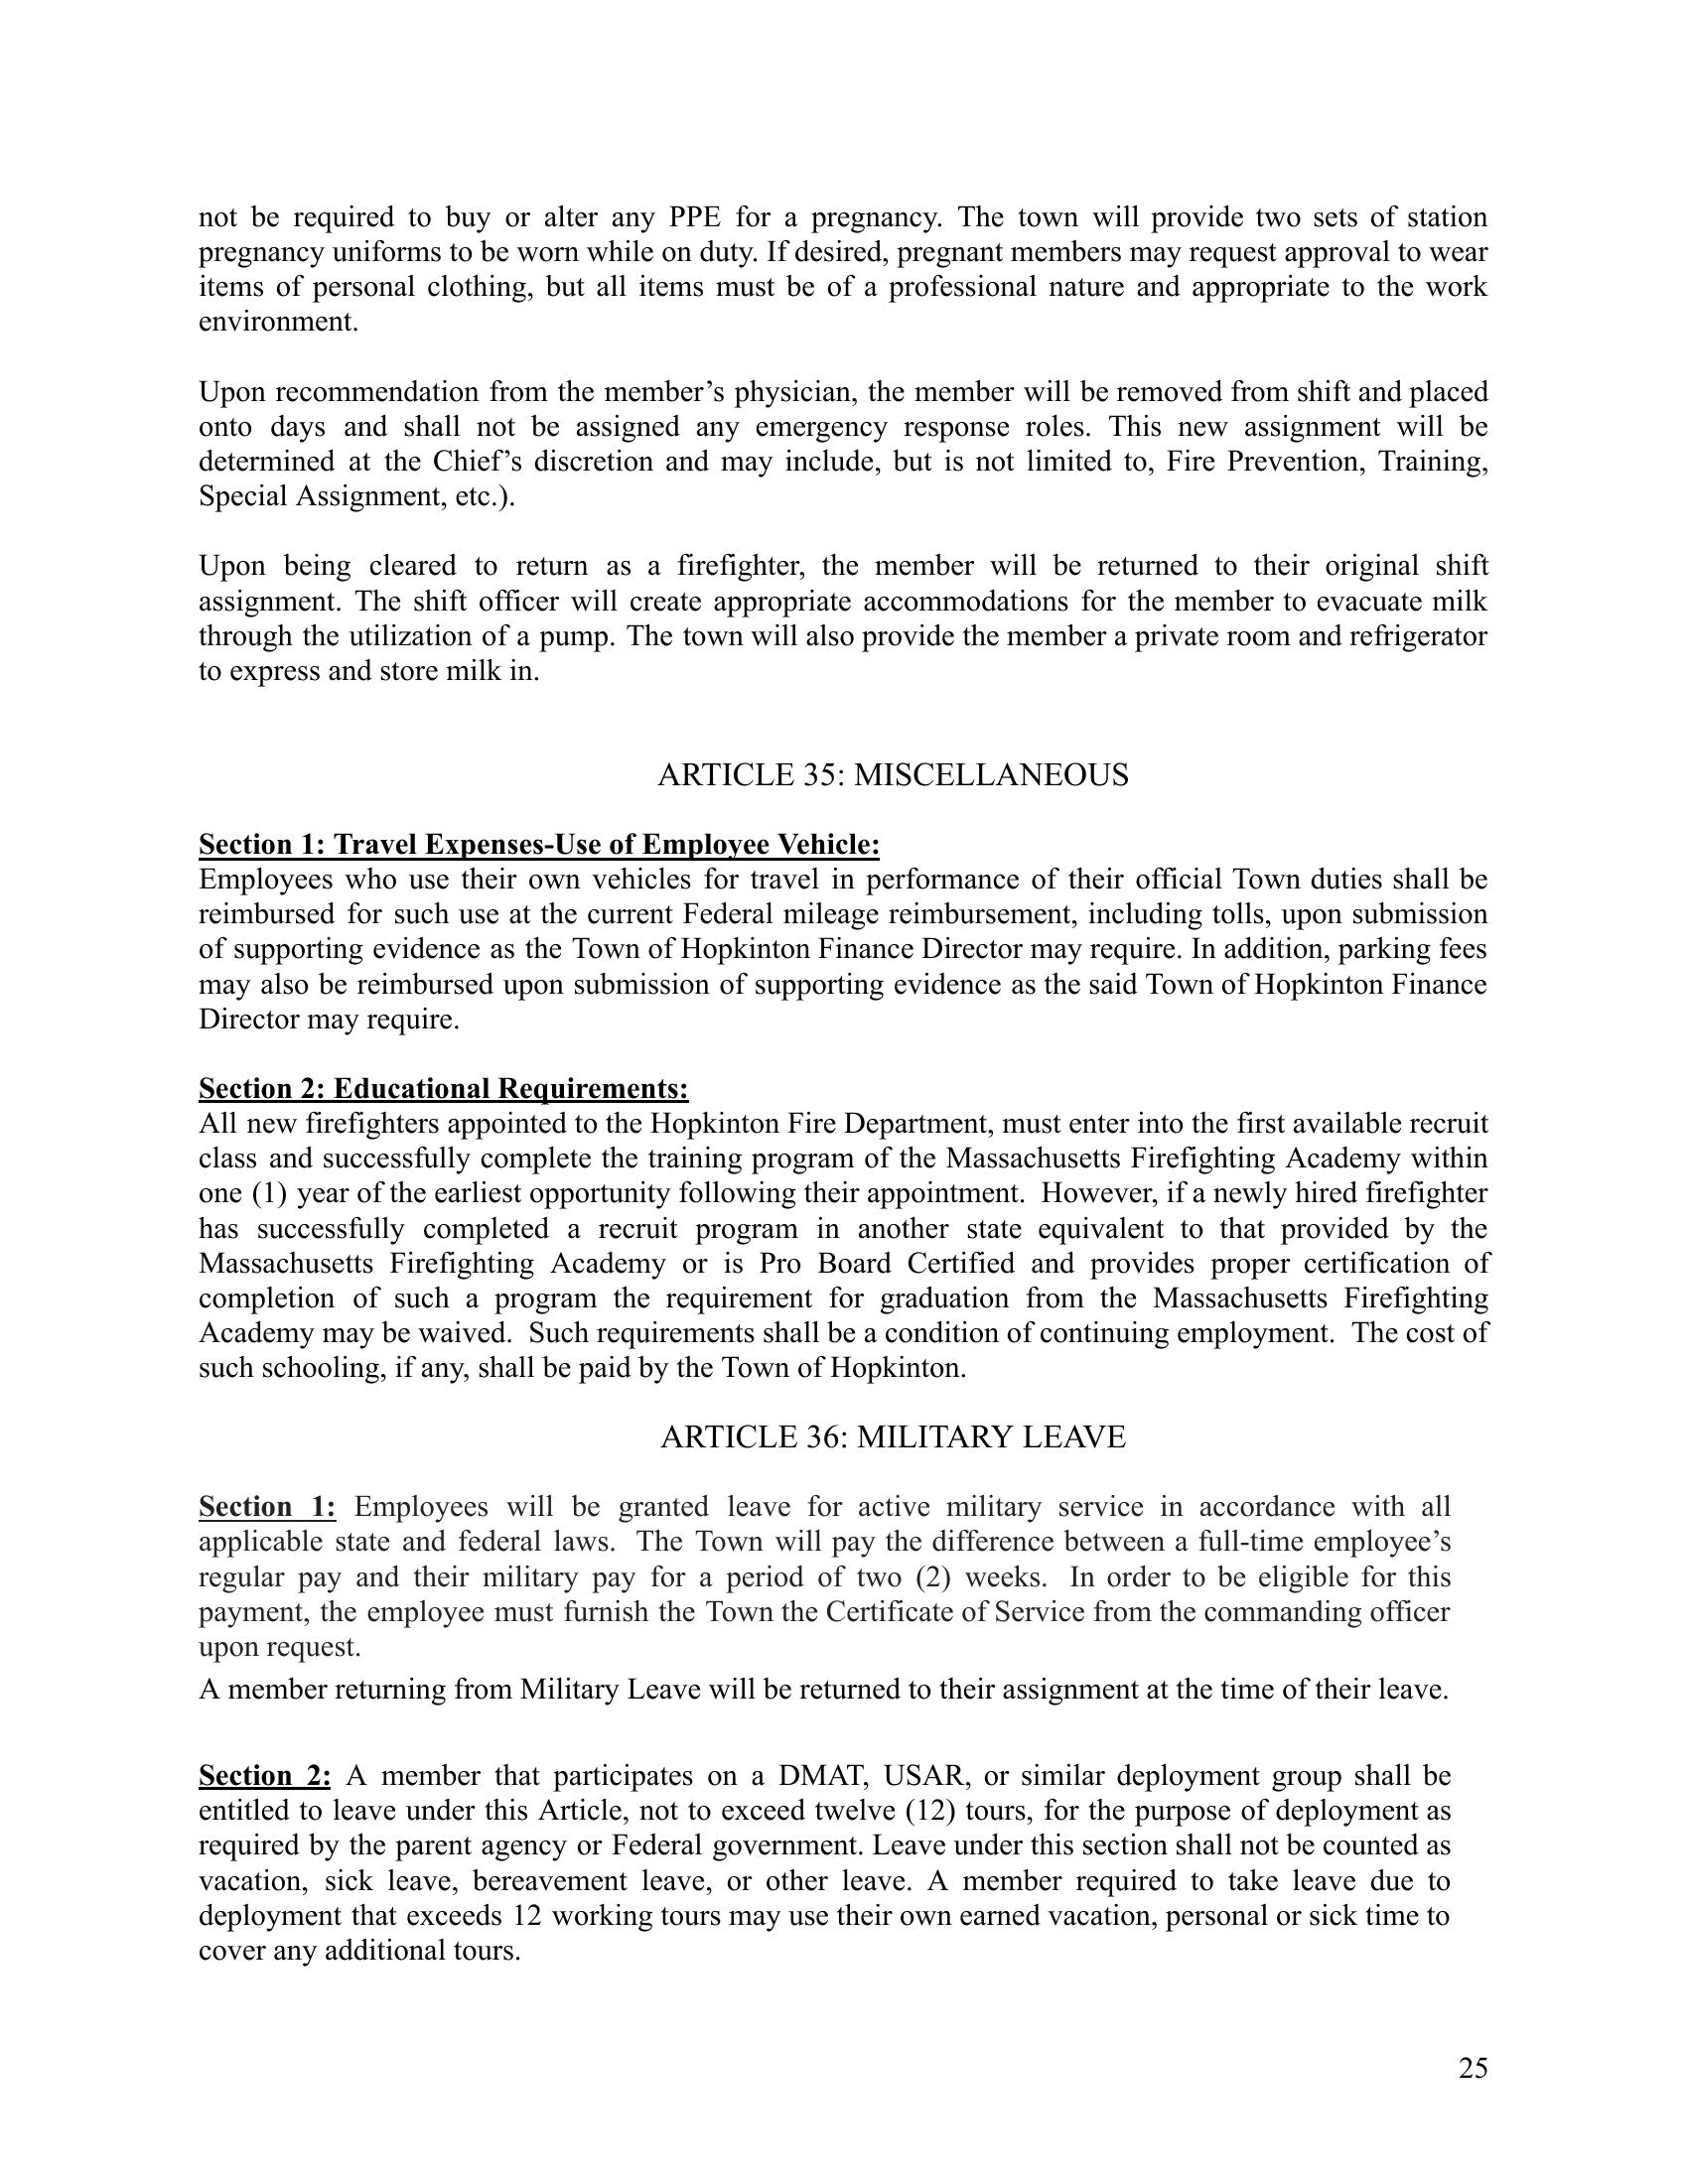 not be required to buy or alter any PPE for a pregnancy. The town will provide two sets of station
pregnancy uniforms to be worn while on duty. If desired, pregnant members may request approval to wear
items of personal clothing, but all items must be of a professional nature and appropriate to the work
environment.
Upon recommendation from the member’s physician, the member will be removed from shift and placed
onto days and shall not be assigned any emergency response roles. This new assignment will be
determined at the Chief’s discretion and may include, but is not limited to, Fire Prevention, Training,
Special Assignment, etc.).
Upon being cleared to return as a firefighter, the member will be returned to their original shift
assignment. The shift officer will create appropriate accommodations for the member to evacuate milk
through the utilization of a pump. The town will also provide the member a private room and refrigerator
to express and store milk in.
ARTICLE 35: MISCELLANEOUS
Section 1: Travel Expenses-Use of Employee Vehicle:
Employees who use their own vehicles for travel in performance of their official Town duties shall be
reimbursed for such use at the current Federal mileage reimbursement, including tolls, upon submission
of supporting evidence as the Town of Hopkinton Finance Director may require. In addition, parking fees
may also be reimbursed upon submission of supporting evidence as the said Town of Hopkinton Finance
Director may require.
Section 2: Educational Requirements:
All new firefighters appointed to the Hopkinton Fire Department, must enter into the first available recruit
class and successfully complete the training program of the Massachusetts Firefighting Academy within
one (1) year of the earliest opportunity following their appointment.  However, if a newly hired firefighter
has successfully completed a recruit program in another state equivalent to that provided by the
Massachusetts Firefighting Academy or is Pro Board Certified and provides proper certification of
completion of such a program the requirement for graduation from the Massachusetts Firefighting
Academy may be waived.  Such requirements shall be a condition of continuing employment.  The cost of
such schooling, if any, shall be paid by the Town of Hopkinton.
ARTICLE 36: MILITARY LEAVE
Section 1: Employees will be granted leave for active military service in accordance with all
applicable state and federal laws.  The Town will pay the difference between a full-time employee’s
regular pay and their military pay for a period of two (2) weeks.  In order to be eligible for this
payment, the employee must furnish the Town the Certificate of Service from the commanding officer
upon request.
A member returning from Military Leave will be returned to their assignment at the time of their leave.
Section 2: A member that participates on a DMAT, USAR, or similar deployment group shall be
entitled to leave under this Article, not to exceed twelve (12) tours, for the purpose of deployment as
required by the parent agency or Federal government. Leave under this section shall not be counted as
vacation, sick leave, bereavement leave, or other leave. A member required to take leave due to
deployment that exceeds 12 working tours may use their own earned vacation, personal or sick time to
cover any additional tours.
25